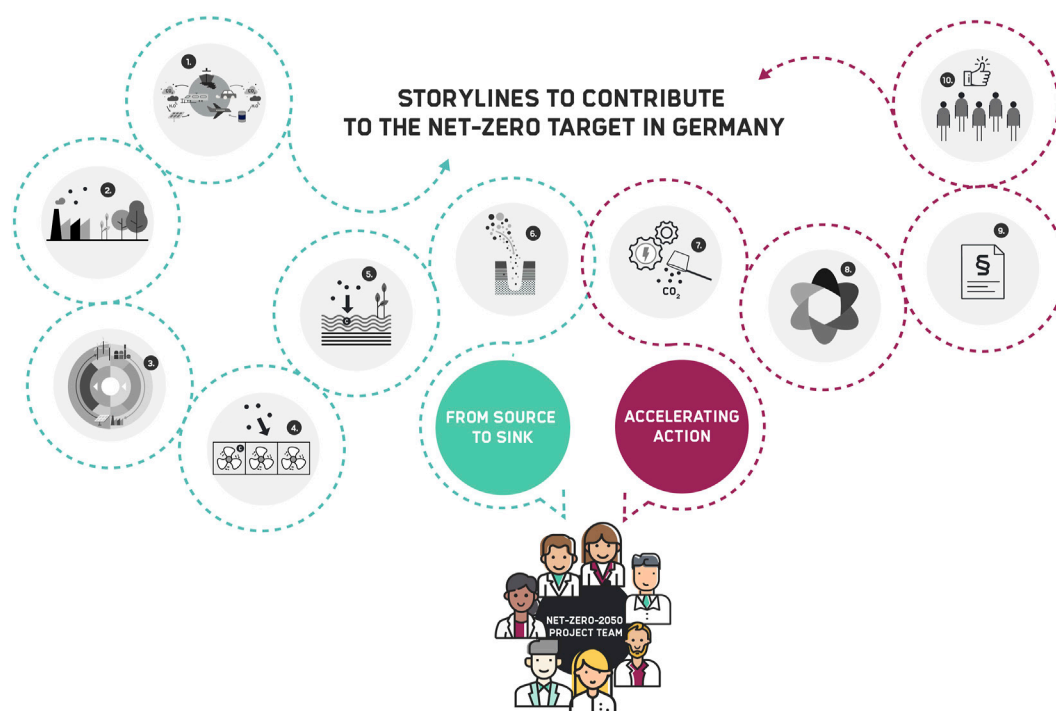 STORYLINES TO CONTRIBUTE
TO THE NET-ZERO TARGET IN GERMANY
1.
2.
3.
4.
5.
6.
7.
CO₂
8.
9.
§
10.
FROM SOURCE
TO SINK
ACCELERATING
ACTION
NET-ZERO-2050
PROJECT TEAM